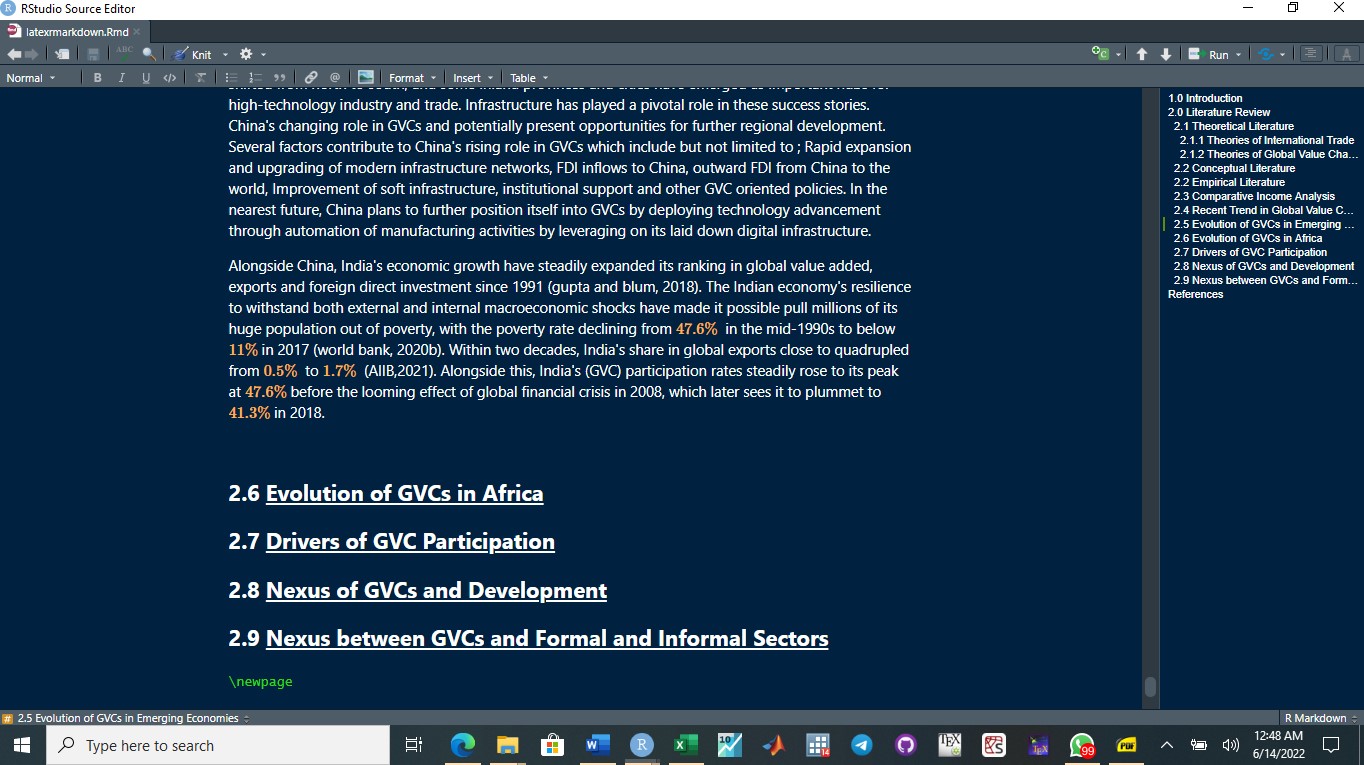 RStudio Source Editor
latexrmarkdown.Rmd
ABC Knit Run
Normal B I U </> Format Insert Table
high-technology industry and trade. Infrastructure has played a pivotal role in these success stories.
China's changing role in GVCs and potentially present opportunities for further regional development.
Several factors contribute to China's rising role in GVCs which include but not limited to ; Rapid expansion
and upgrading of modern infrastructure networks, FDI inflows to China, outward FDI from China to the
world, Improvement of soft infrastructure, institutional support and other GVC oriented policies. In the
nearest future, China plans to further position itself into GVCs by deploying technology advancement
through automation of manufacturing activities by leveraging on its laid down digital infrastructure.
Alongside China, India's economic growth have steadily expanded its ranking in global value added,
exports and foreign direct investment since 1991 (gupta and blum, 2018). The Indian economy's resilience
to withstand both external and internal macroeconomic shocks have made it possible pull millions of its
huge population out of poverty, with the poverty rate declining from 47.6% in the mid-1990s to below
11% in 2017 (world bank, 2020b). Within two decades, India's share in global exports close to quadrupled
from 0.5% to 1.7% (AIIB,2021). Alongside this, India's (GVC) participation rates steadily rose to its peak
at 47.6% before the looming effect of global financial crisis in 2008, which later sees it to plummet to
41.3% in 2018.
2.6 Evolution of GVCs in Africa
2.7 Drivers of GVC Participation
2.8 Nexus of GVCs and Development
2.9 Nexus between GVCs and Formal and Informal Sectors
\newpage
1.0 Introduction
2.0 Literature Review
2.1 Theoretical Literature
2.1.1 Theories of International Trade
2.1.2 Theories of Global Value Cha...
2.2 Conceptual Literature
2.2 Empirical Literature
2.3 Comparative Income Analysis
2.4 Recent Trend in Global Value C...
2.5 Evolution of GVCs in Emerging ...
2.6 Evolution of GVCs in Africa
2.7 Drivers of GVC Participation
2.8 Nexus of GVCs and Development
2.9 Nexus between GVCs and Form...
References
# 2.5 Evolution of GVCs in Emerging Economies
R Markdown
Type here to search
99
PDF
12:48 AM
6/14/2022